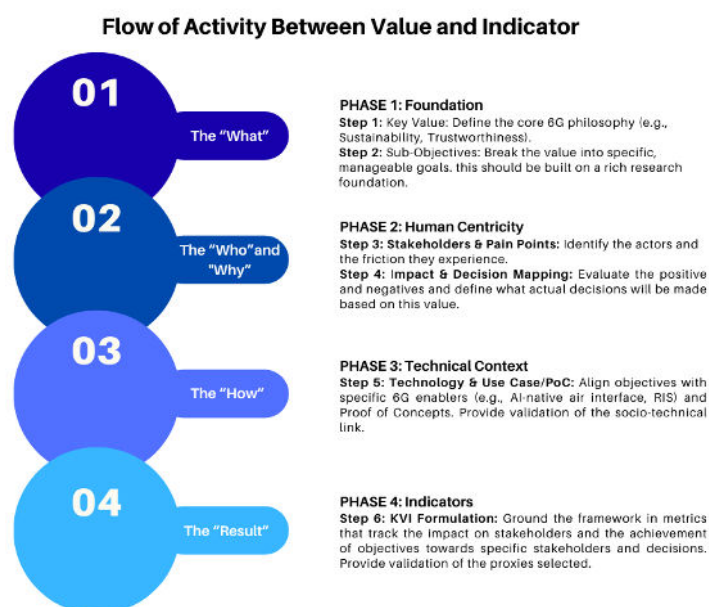 Flow of Activity Between Value and Indicator
01
The “What”
PHASE 1: Foundation
Step 1: Key Value: Define the core 6G philosophy (e.g.,
Sustainability, Trustworthiness).
Step 2: Sub-Objectives: Break the value into specific,
manageable goals. this should be built on a rich research
foundation.
02
The “Who”and
"Why”
PHASE 2: Human Centricity
Step 3: Stakeholders & Pain Points: Identify the actors and
the friction they experience.
Step 4: Impact & Decision Mapping: Evaluate the positive
and negatives and define what actual decisions will be made
based on this value.
03
The “How”
PHASE 3: Technical Context
Step 5: Technology & Use Case/PoC: Align objectives with
specific 6G enablers (e.g., AI-native air interface, RIS) and
Proof of Concepts. Provide validation of the socio-technical
link.
04
The “Result”
PHASE 4: Indicators
Step 6: KVI Formulation: Ground the framework in metrics
that track the impact on stakeholders and the achievement
of objectives towards specific stakeholders and decisions.
Provide validation of the proxies selected.